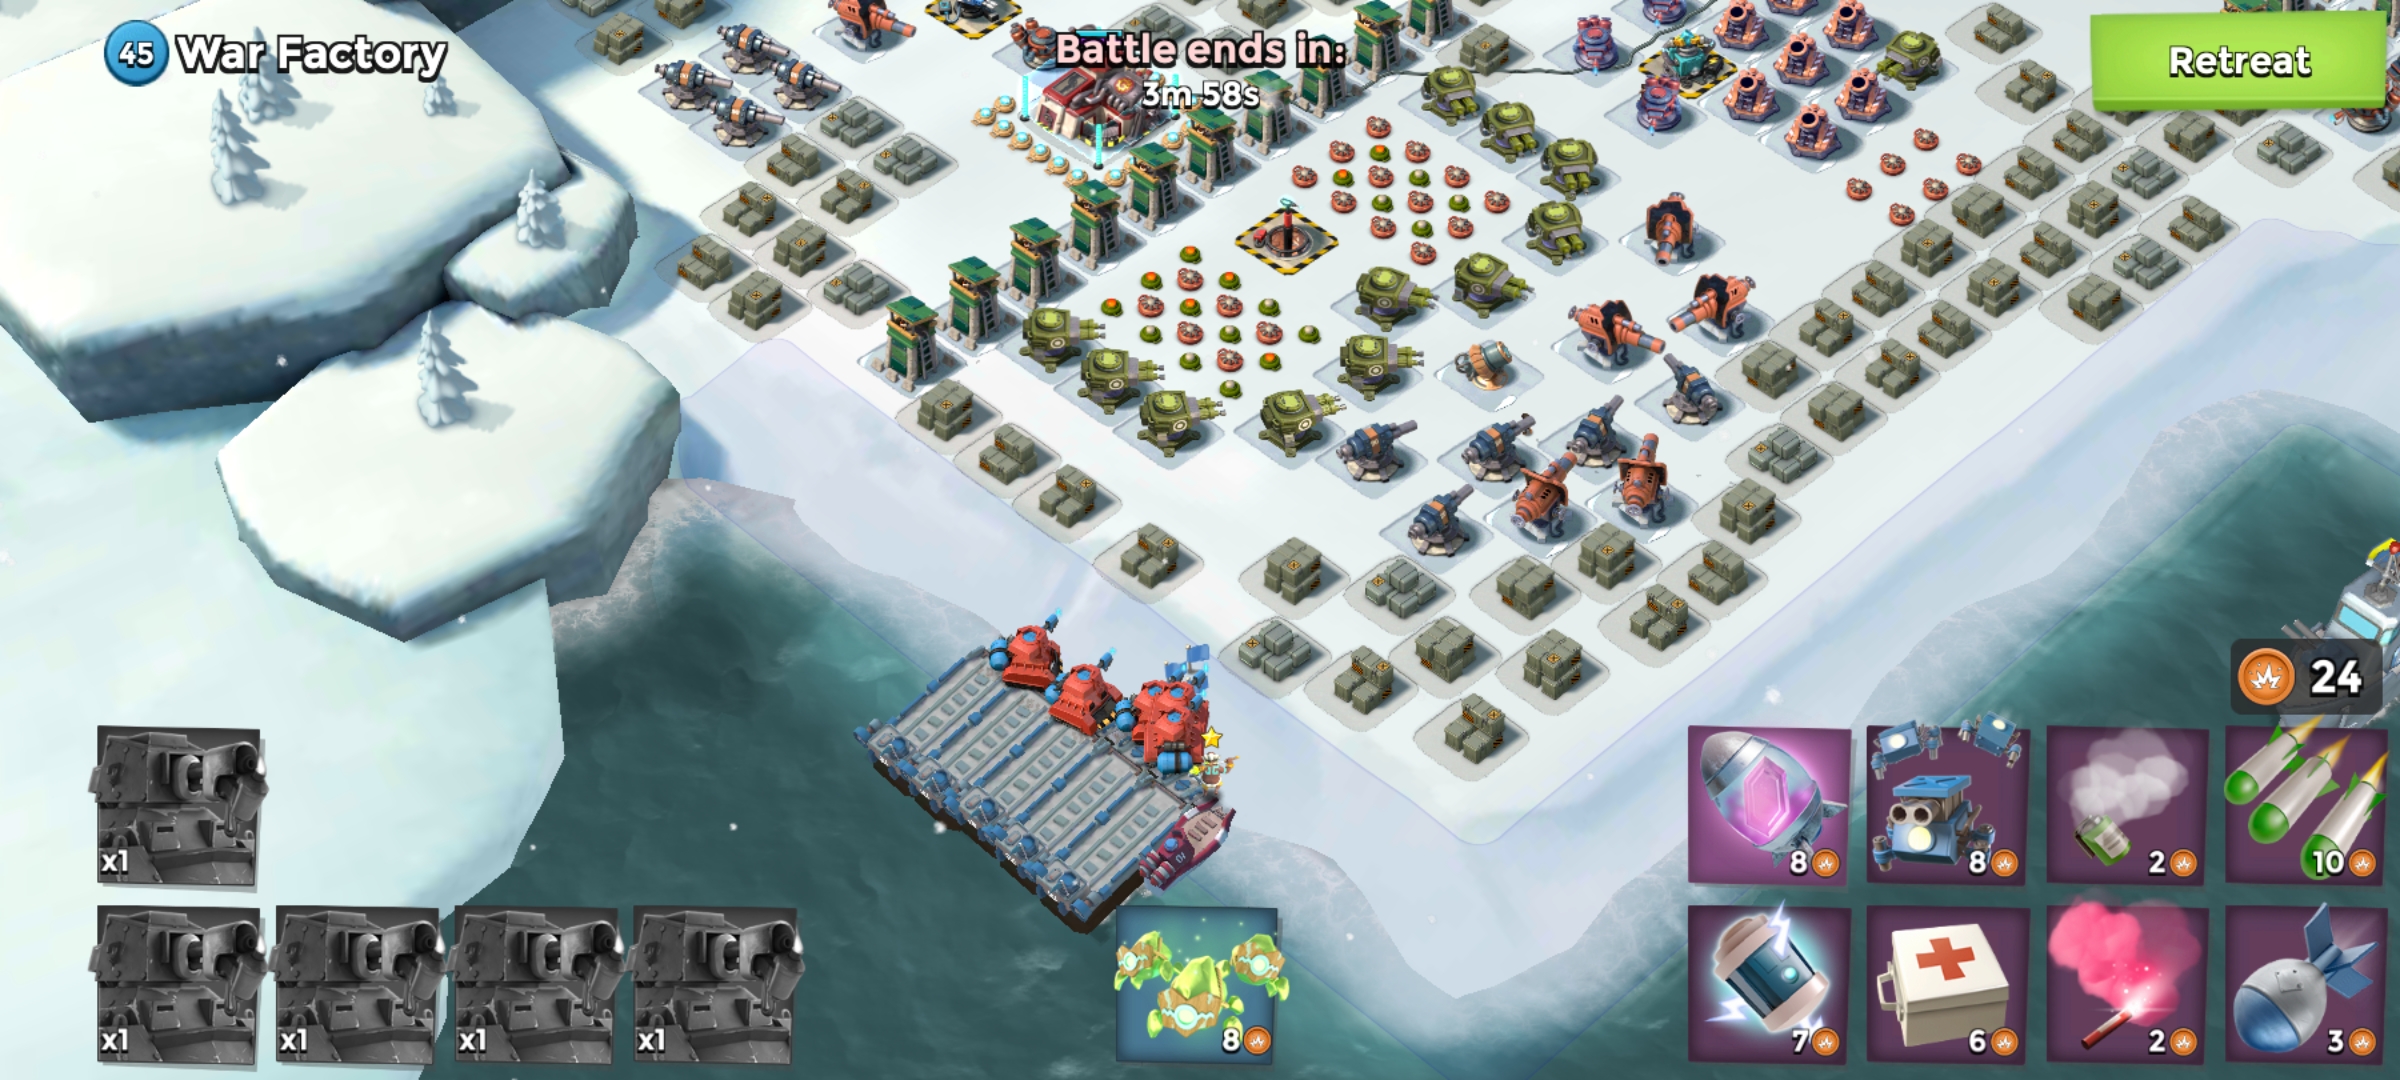 45 War Factory
Battle ends in:
3m 58s
Retreat
24
8
8
2
10
x1
x1
x1
x1
x1
8
7
6
2
3